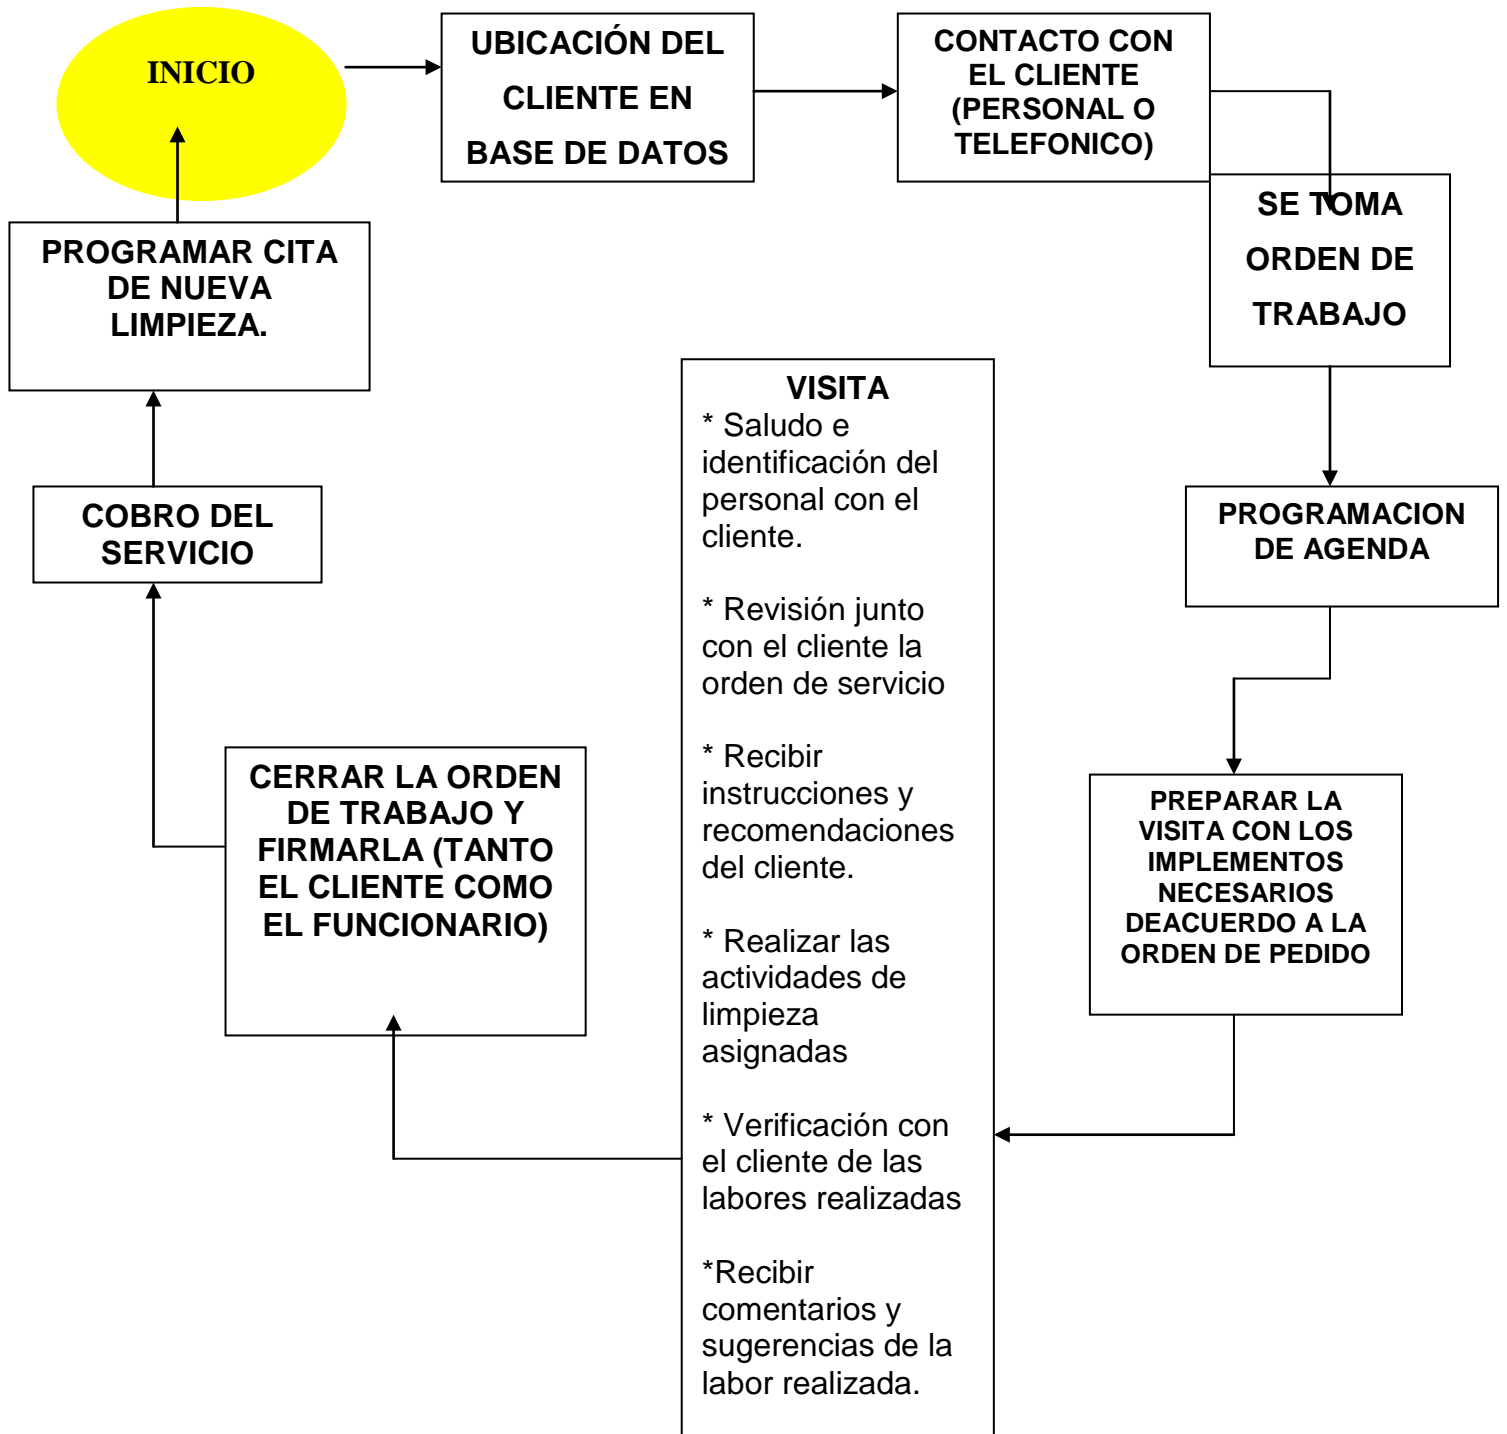 INICIO
UBICACIÓN DEL
CLIENTE EN
BASE DE DATOS
CONTACTO CON
EL CLIENTE
(PERSONAL O
TELEFONICO)
SE TOMA
ORDEN DE
TRABAJO
PROGRAMACION
DE AGENDA
PREPARAR LA
VISITA CON LOS
IMPLEMENTOS
NECESARIOS
DEACUERDO A LA
ORDEN DE PEDIDO
VISITA
* Saludo e
identificación del
personal con el
cliente.
* Revisión junto
con el cliente la
orden de servicio
* Recibir
instrucciones y
recomendaciones
del cliente.
* Realizar las
actividades de
limpieza
asignadas
* Verificación con
el cliente de las
labores realizadas
*Recibir
comentarios y
sugerencias de la
labor realizada.
CERRAR LA ORDEN
DE TRABAJO Y
FIRMARLA (TANTO
EL CLIENTE COMO
EL FUNCIONARIO)
COBRO DEL
SERVICIO
PROGRAMAR CITA
DE NUEVA
LIMPIEZA.